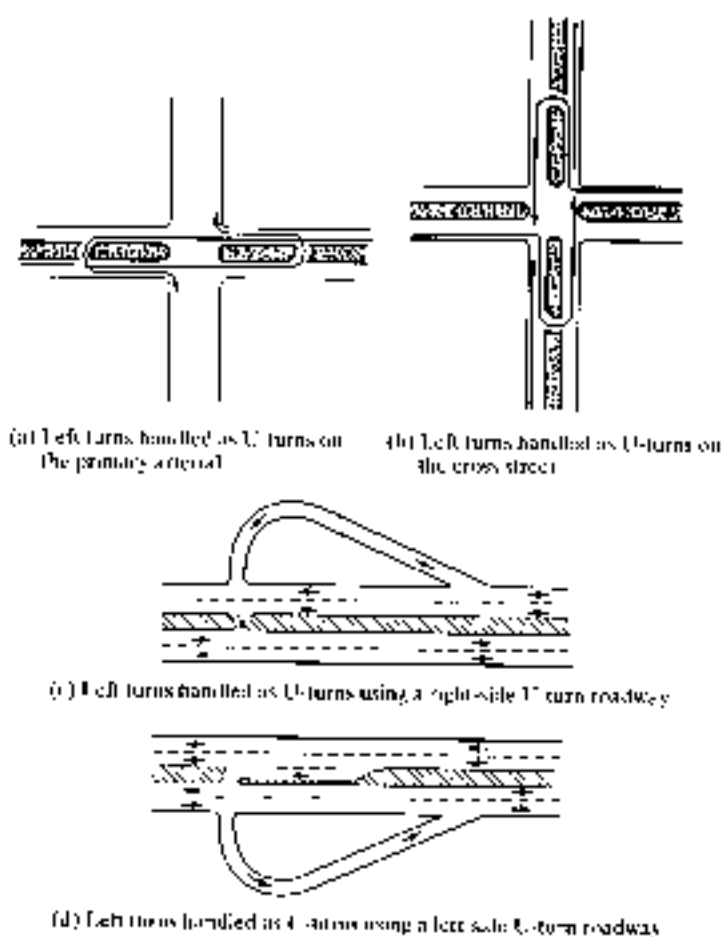 (a) Left turns handled as U-turns on
the primary arterial
(b) Left turns handled as U-turns on
the cross street
(c) Left turns handled as U-turns using a right-side U-turn roadway
(d) Left turns handled as U-turns using a left-side U-turn roadway